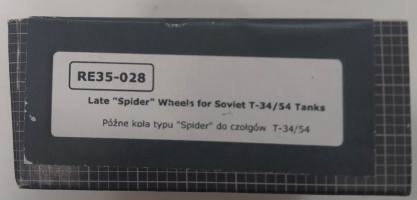 RE35-028
Late "Spider" Wheels for Soviet T-34/54 Tanks
Późne koła typu "Spider" do czołgów T-34/54